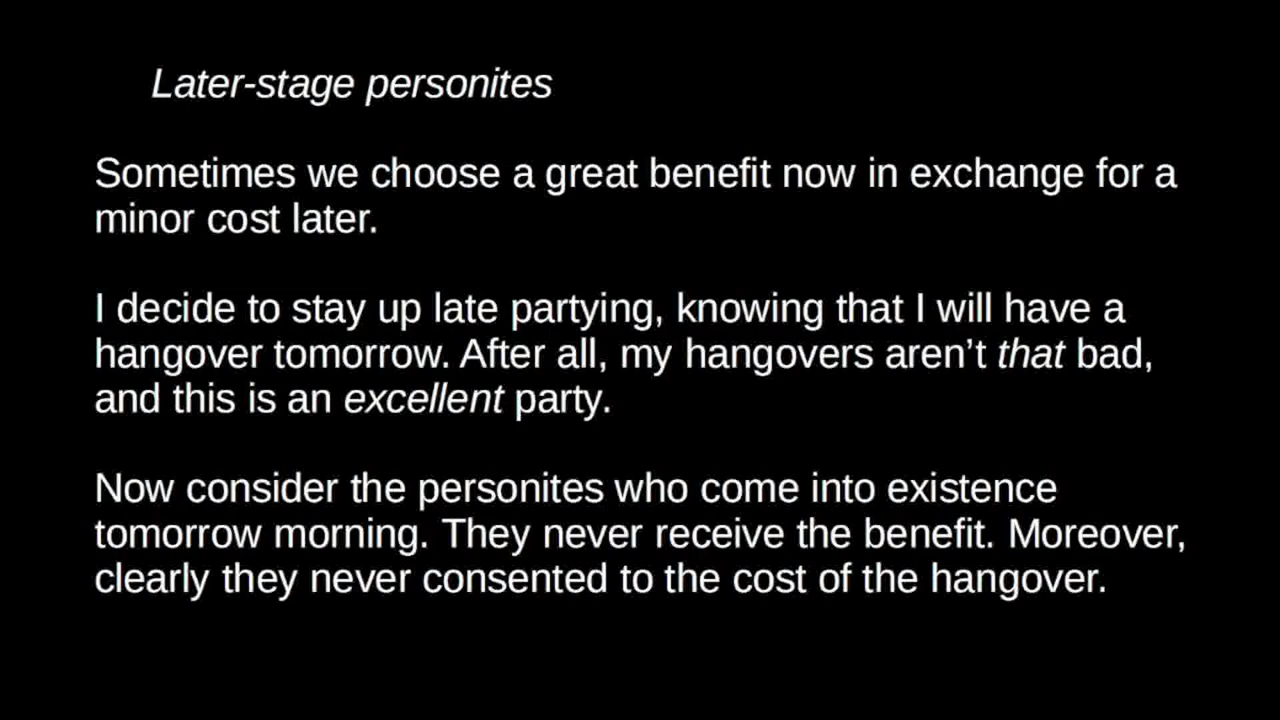 Later-stage personites
Sometimes we choose a great benefit now in exchange for a
minor cost later.
I decide to stay up late partying, knowing that I will have a
hangover tomorrow. After all, my hangovers aren’t that bad,
and this is an excellent party.
Now consider the personites who come into existence
tomorrow morning. They never receive the benefit. Moreover,
clearly they never consented to the cost of the hangover.